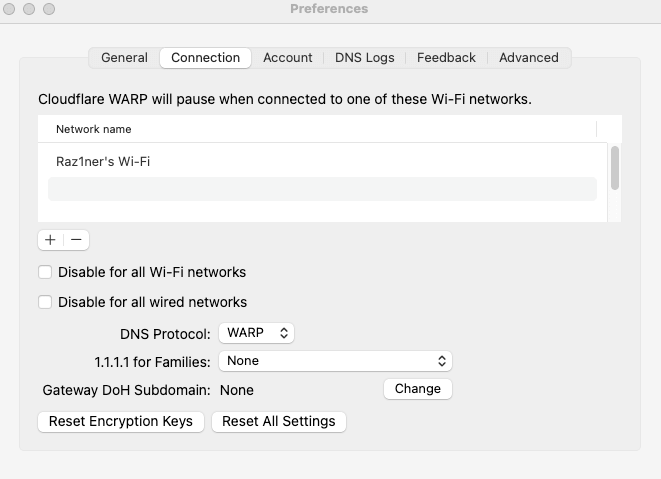 Preferences
General Connection Account DNS Logs Feedback Advanced
Cloudflare WARP will pause when connected to one of these Wi-Fi networks.
Network name
Raz1ner's Wi-Fi
+ −
Disable for all Wi-Fi networks
Disable for all wired networks
DNS Protocol: WARP
1.1.1.1 for Families: None
Gateway DoH Subdomain: None Change
Reset Encryption Keys Reset All Settings